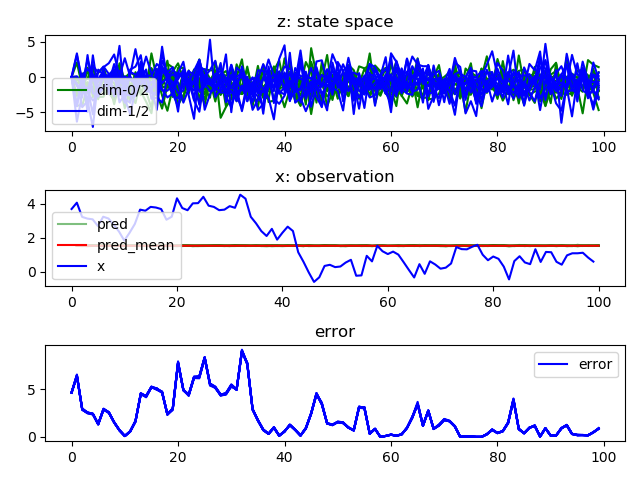 z: state space
5
0
−5
dim-0/2
dim-1/2
0 20 40 60 80 100
x: observation
4
2
0
pred
pred_mean
x
0 20 40 60 80 100
error
5
0
error
0 20 40 60 80 100